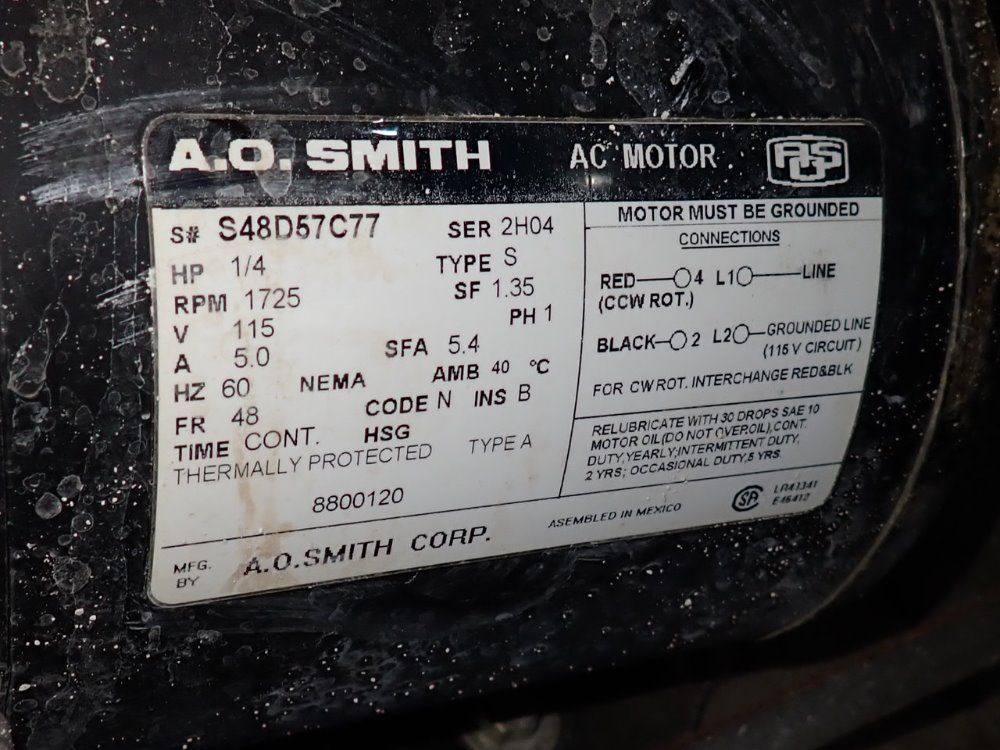 A.O. SMITH AC MOTOR. AOSC
S# S48D57C77 SER 2H04
HP 1/4 TYPE S
RPM 1725 SF 1.35
V 115 PH 1
A 5.0 SFA 5.4
HZ 60 NEMA AMB 40 °C
FR 48 CODE N INS B
TIME CONT. HSG
THERMALLY PROTECTED TYPE A
8800120
MOTOR MUST BE GROUNDED
CONNECTIONS
RED 4 L1 LINE
(CCW ROT.)
BLACK 2 L2 GROUNDED LINE
(115 V CIRCUIT)
FOR CW ROT. INTERCHANGE RED&BLK
RELUBRICATE WITH 30 DROPS SAE 10
MOTOR OIL(DO NOT OVEROIL),CONT.
DUTY,YEARLY;INTERMITTENT DUTY,
2 YRS; OCCASIONAL DUTY,5 YRS.
SA LR43341
E46412
MFG. BY A.O.SMITH CORP. ASEMBLED IN MEXICO